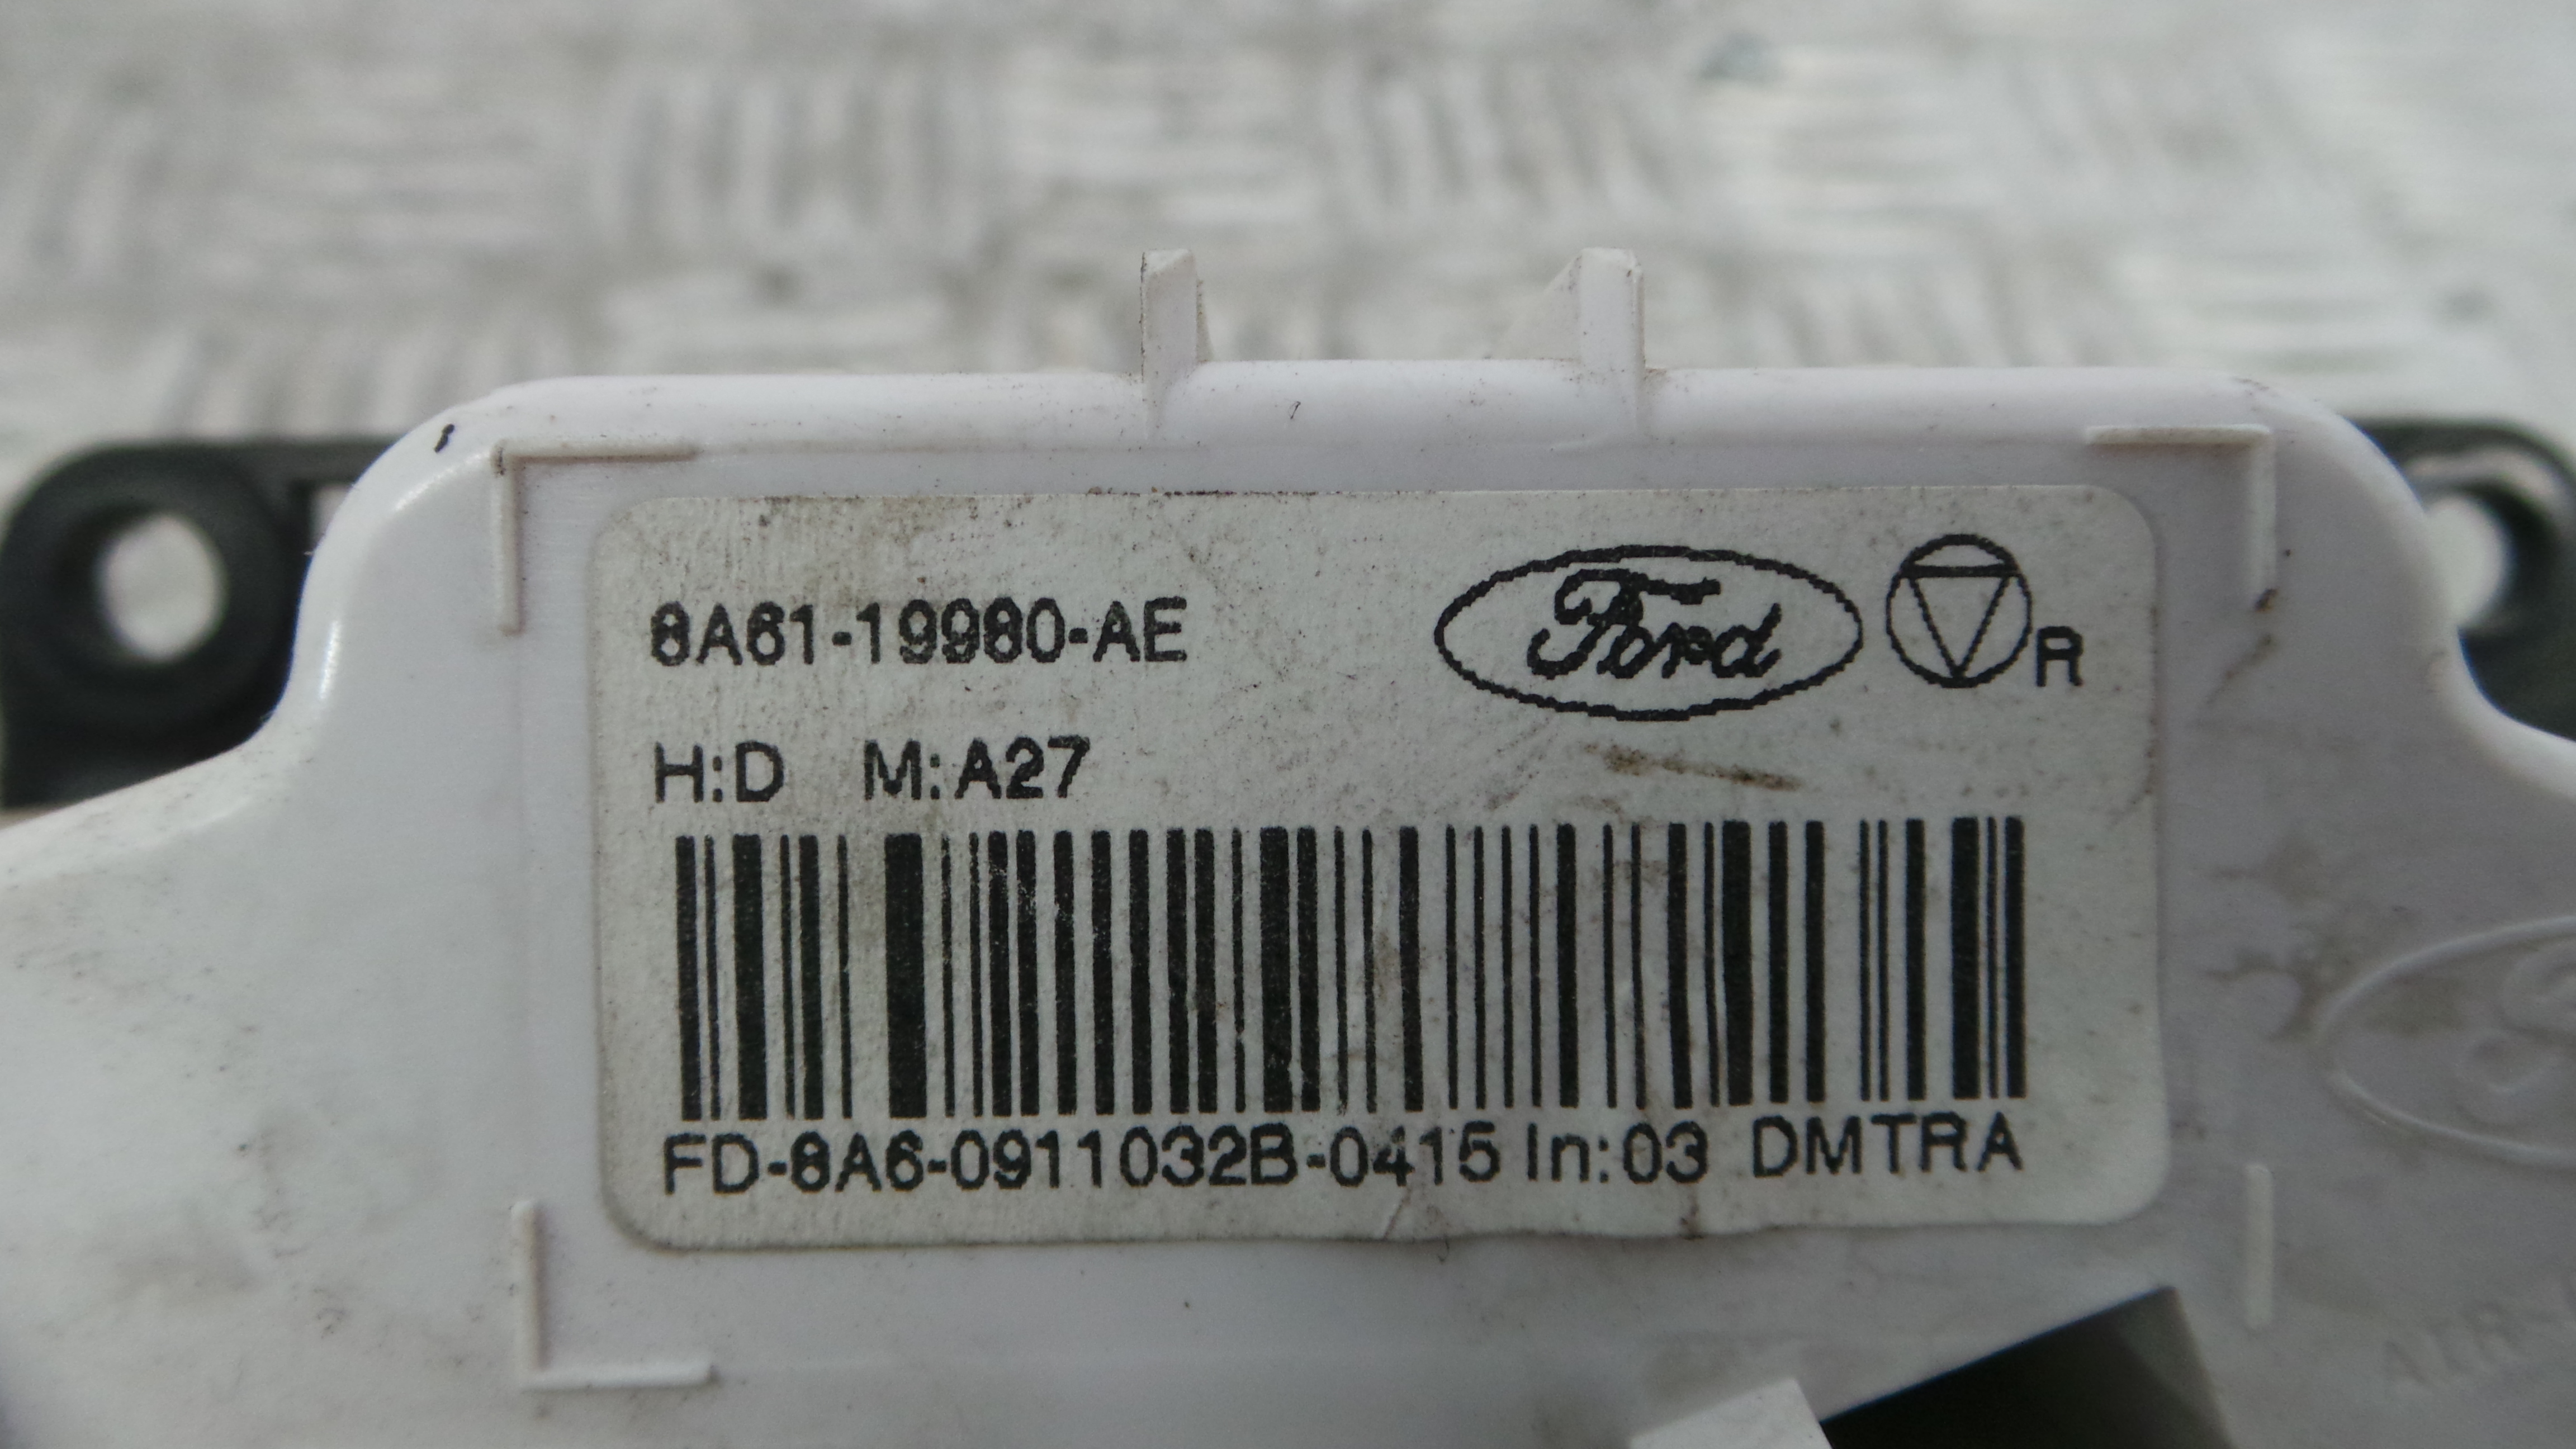 8A61-19980-AE
Ford
R
H:D M:A27
FD-8A6-0911032B-0415 In:03 DMTRA